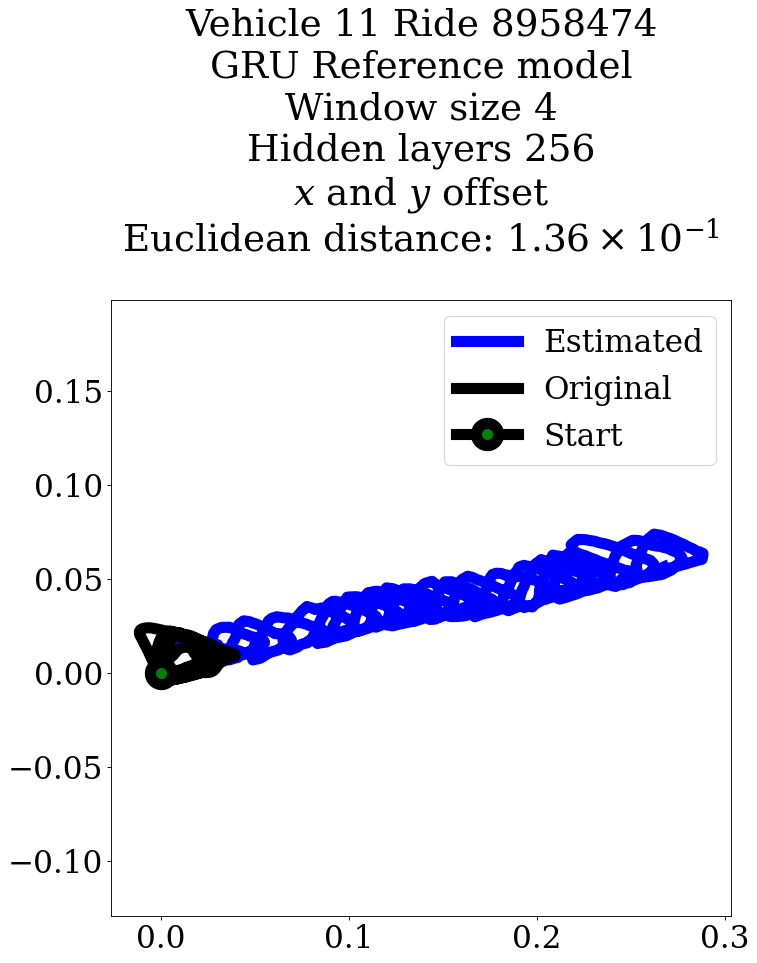 Vehicle 11 Ride 8958474
GRU Reference model
Window size 4
Hidden layers 256
x and y offset
Euclidean distance: 1.36 × 10⁻¹
Estimated
Original
Start
0.15
0.10
0.05
0.00
−0.05
−0.10
0.0 0.1 0.2 0.3